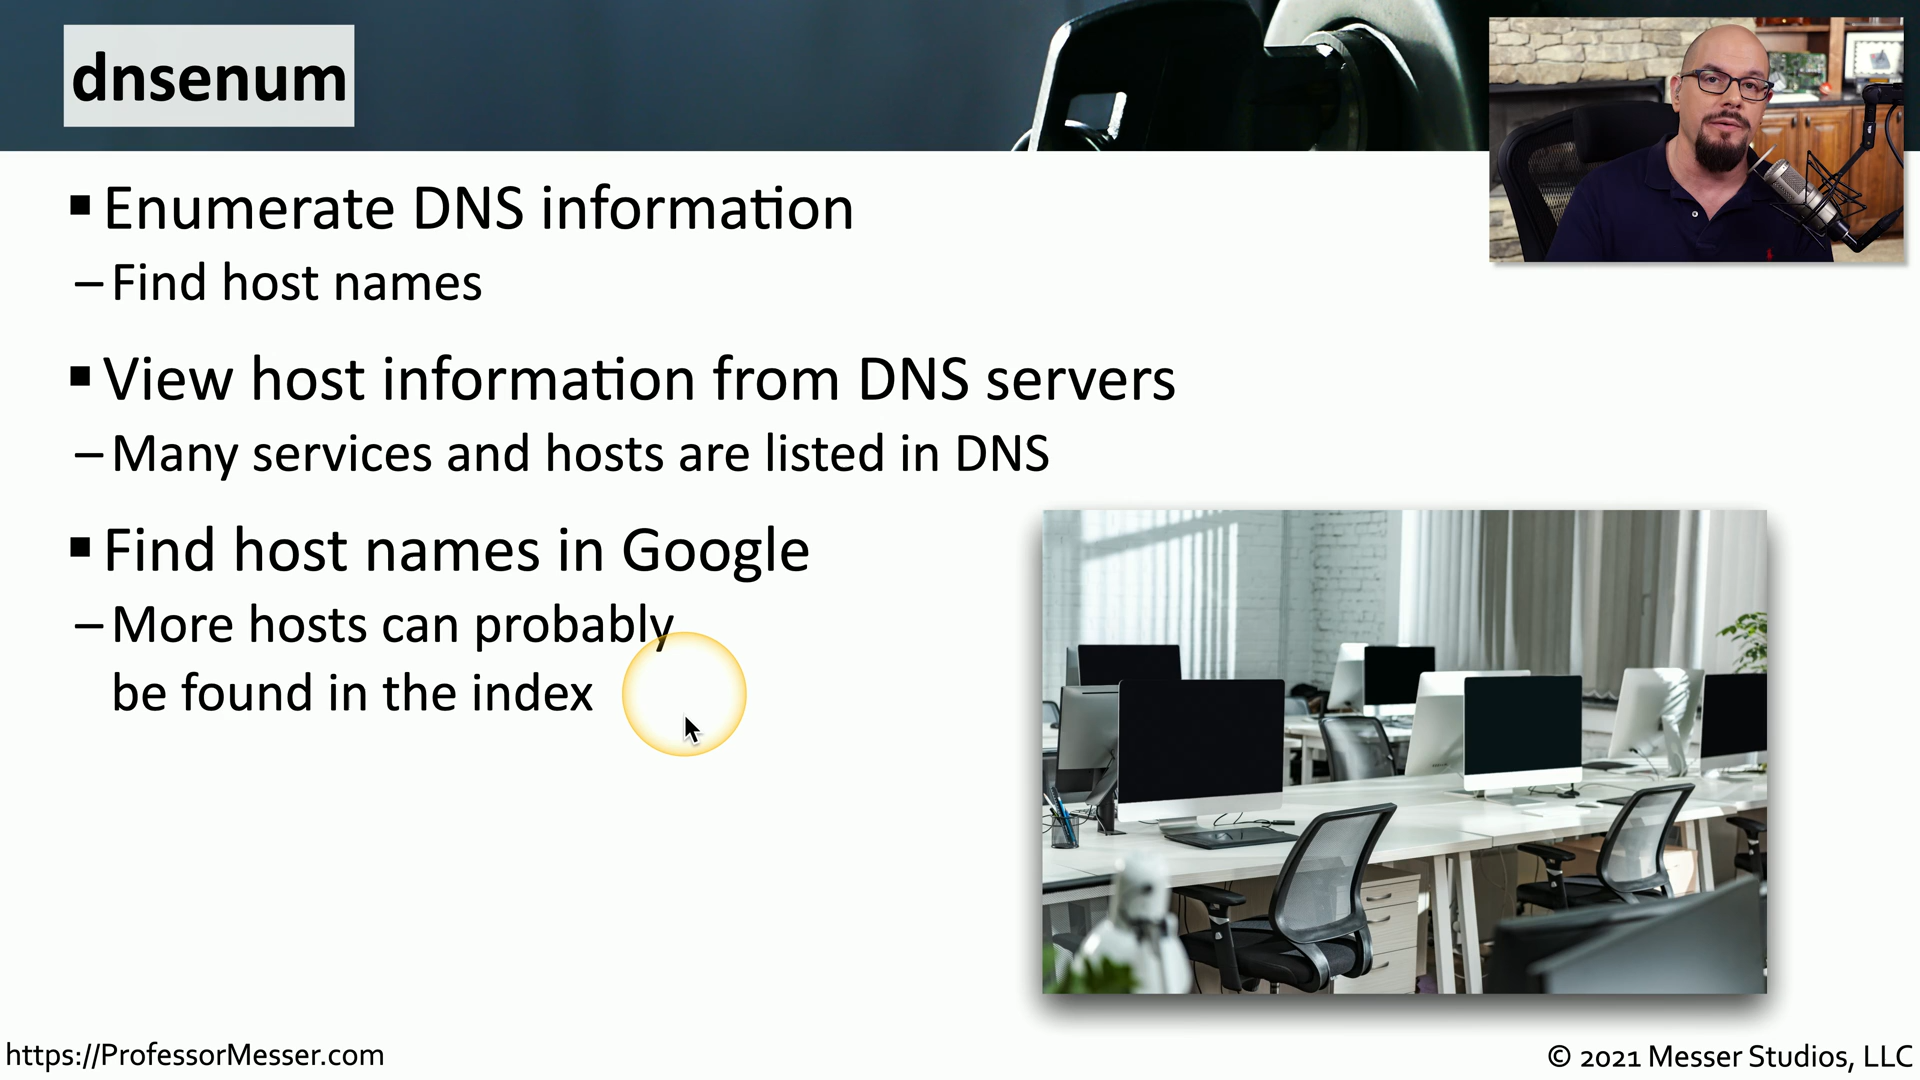 dnsenum
▪ Enumerate DNS information
– Find host names
▪ View host information from DNS servers
– Many services and hosts are listed in DNS
▪ Find host names in Google
– More hosts can probably
be found in the index
https://ProfessorMesser.com
© 2021 Messer Studios, LLC